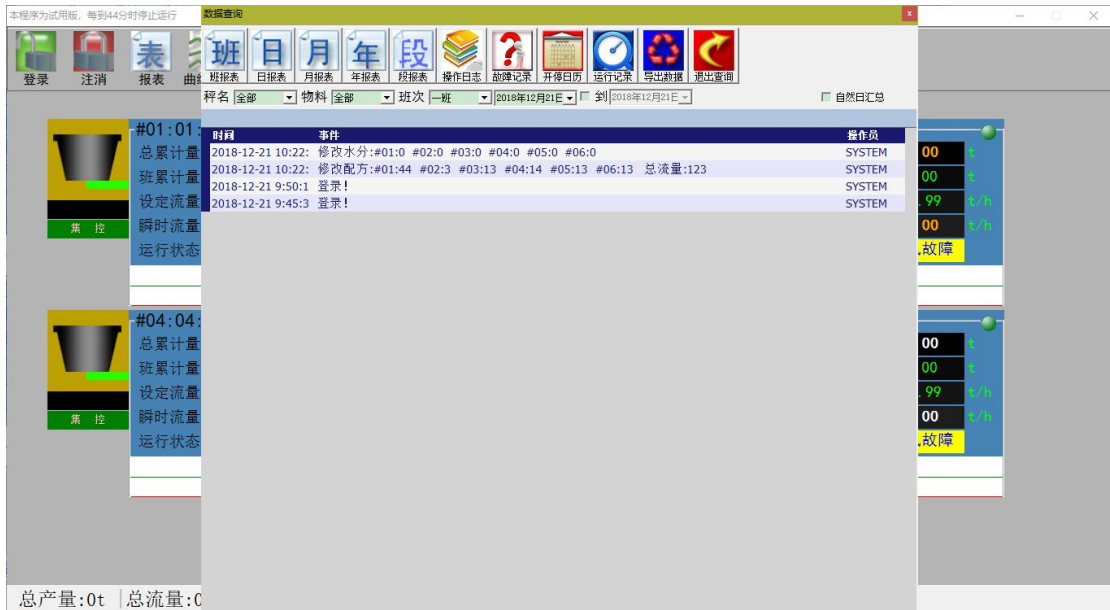 本程序为试用版，每到44分时停止运行
数据查询
x
登录 注消 报表
表
班 日 月 年 段
班报表 日报表 月报表 年报表 段报表 操作日志 故障记录 开停日历 运行记录 导出数据 退出查询
秤名 全部 物料 全部 班次 一班 2018年12月21日 到 2018年12月21日 自然日汇总
时间 事件 操作员
2018-12-21 10:22: 修改水分:#01:0 #02:0 #03:0 #04:0 #05:0 #06:0 SYSTEM
2018-12-21 10:22: 修改配方:#01:44 #02:3 #03:13 #04:14 #05:13 #06:13 总流量:123 SYSTEM
2018-12-21 9:50:1 登录! SYSTEM
2018-12-21 9:45:3 登录! SYSTEM
#01:01:
总累计量 00 t
班累计量 00 t
设定流量 .99 t/h
瞬时流量 00 t/h
运行状态 故障
集 控
#04:04:
总累计量 00 t
班累计量 00 t
设定流量 .99 t/h
瞬时流量 00 t/h
运行状态 故障
集 控
总产量:0t 总流量:0